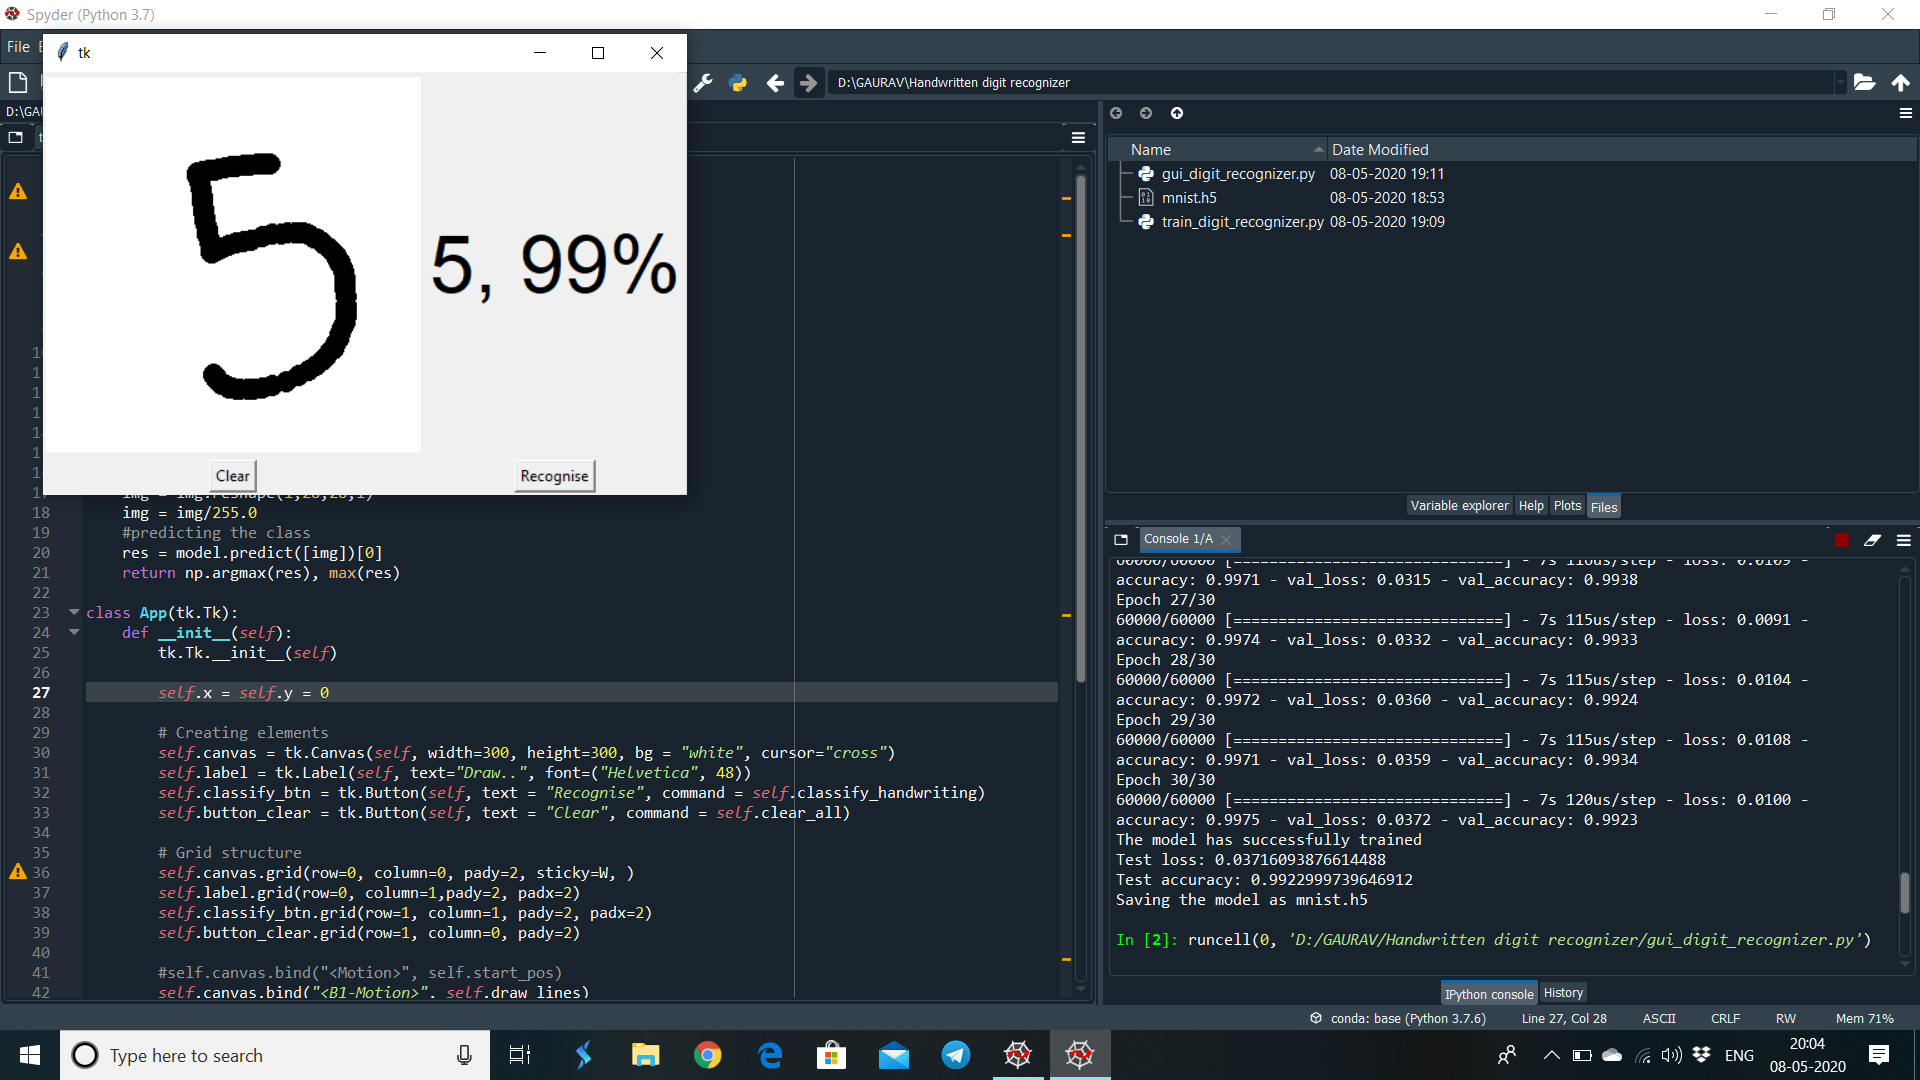 Spyder (Python 3.7)
File
tk
D:\GAURAV\Handwritten digit recognizer
D:\GAU
5
5, 99%
Clear
Recognise
18 img = img/255.0
19 #predicting the class
20 res = model.predict([img])[0]
21 return np.argmax(res), max(res)
22
23 class App(tk.Tk):
24 def __init__(self):
25 tk.Tk.__init__(self)
26
27 self.x = self.y = 0
28
29 # Creating elements
30 self.canvas = tk.Canvas(self, width=300, height=300, bg = "white", cursor="cross")
31 self.label = tk.Label(self, text="Draw..", font=("Helvetica", 48))
32 self.classify_btn = tk.Button(self, text = "Recognise", command = self.classify_handwriting)
33 self.button_clear = tk.Button(self, text = "Clear", command = self.clear_all)
34
35 # Grid structure
36 self.canvas.grid(row=0, column=0, pady=2, sticky=W, )
37 self.label.grid(row=0, column=1,pady=2, padx=2)
38 self.classify_btn.grid(row=1, column=1, pady=2, padx=2)
39 self.button_clear.grid(row=1, column=0, pady=2)
40
41 #self.canvas.bind("<Motion>", self.start_pos)
42 self.canvas.bind("<B1-Motion>", self.draw_lines)
Name Date Modified
gui_digit_recognizer.py 08-05-2020 19:11
mnist.h5 08-05-2020 18:53
train_digit_recognizer.py 08-05-2020 19:09
Variable explorer Help Plots Files
Console 1/A
60000/60000 [==============================] - 7s 116us/step - loss: 0.0109 -
accuracy: 0.9971 - val_loss: 0.0315 - val_accuracy: 0.9938
Epoch 27/30
60000/60000 [==============================] - 7s 115us/step - loss: 0.0091 -
accuracy: 0.9974 - val_loss: 0.0332 - val_accuracy: 0.9933
Epoch 28/30
60000/60000 [==============================] - 7s 115us/step - loss: 0.0104 -
accuracy: 0.9972 - val_loss: 0.0360 - val_accuracy: 0.9924
Epoch 29/30
60000/60000 [==============================] - 7s 115us/step - loss: 0.0108 -
accuracy: 0.9971 - val_loss: 0.0359 - val_accuracy: 0.9934
Epoch 30/30
60000/60000 [==============================] - 7s 120us/step - loss: 0.0100 -
accuracy: 0.9975 - val_loss: 0.0372 - val_accuracy: 0.9923
The model has successfully trained
Test loss: 0.03716093876614488
Test accuracy: 0.9922999739646912
Saving the model as mnist.h5
In [2]: runcell(0, 'D:/GAURAV/Handwritten digit recognizer/gui_digit_recognizer.py')
IPython console History
conda: base (Python 3.7.6) Line 27, Col 28 ASCII CRLF RW Mem 71%
Type here to search
ENG
20:04
08-05-2020